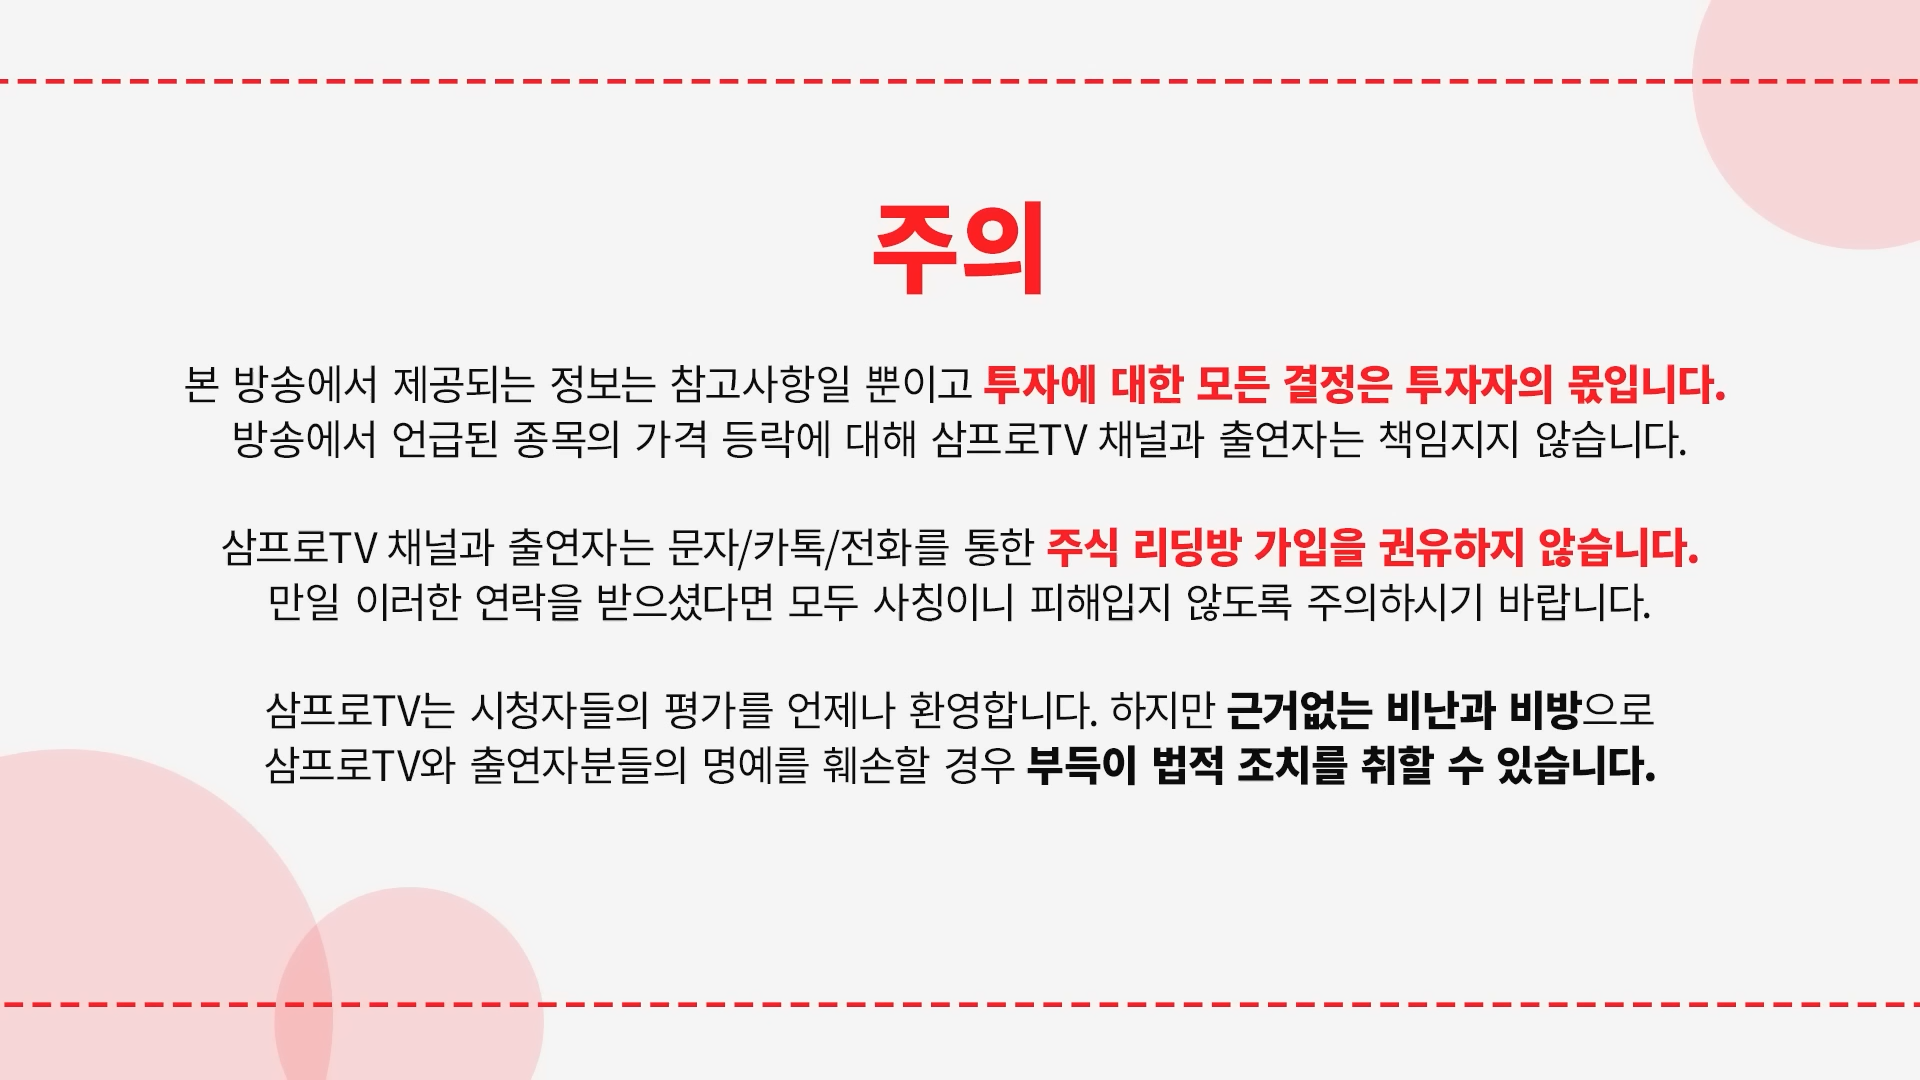 주의
본 방송에서 제공되는 정보는 참고사항일 뿐이고 투자에 대한 모든 결정은 투자자의 몫입니다.
방송에서 언급된 종목의 가격 등락에 대해 삼프로TV 채널과 출연자는 책임지지 않습니다.
삼프로TV 채널과 출연자는 문자/카톡/전화를 통한 주식 리딩방 가입을 권유하지 않습니다.
만일 이러한 연락을 받으셨다면 모두 사칭이니 피해입지 않도록 주의하시기 바랍니다.
삼프로TV는 시청자들의 평가를 언제나 환영합니다. 하지만 근거없는 비난과 비방으로
삼프로TV와 출연자분들의 명예를 훼손할 경우 부득이 법적 조치를 취할 수 있습니다.